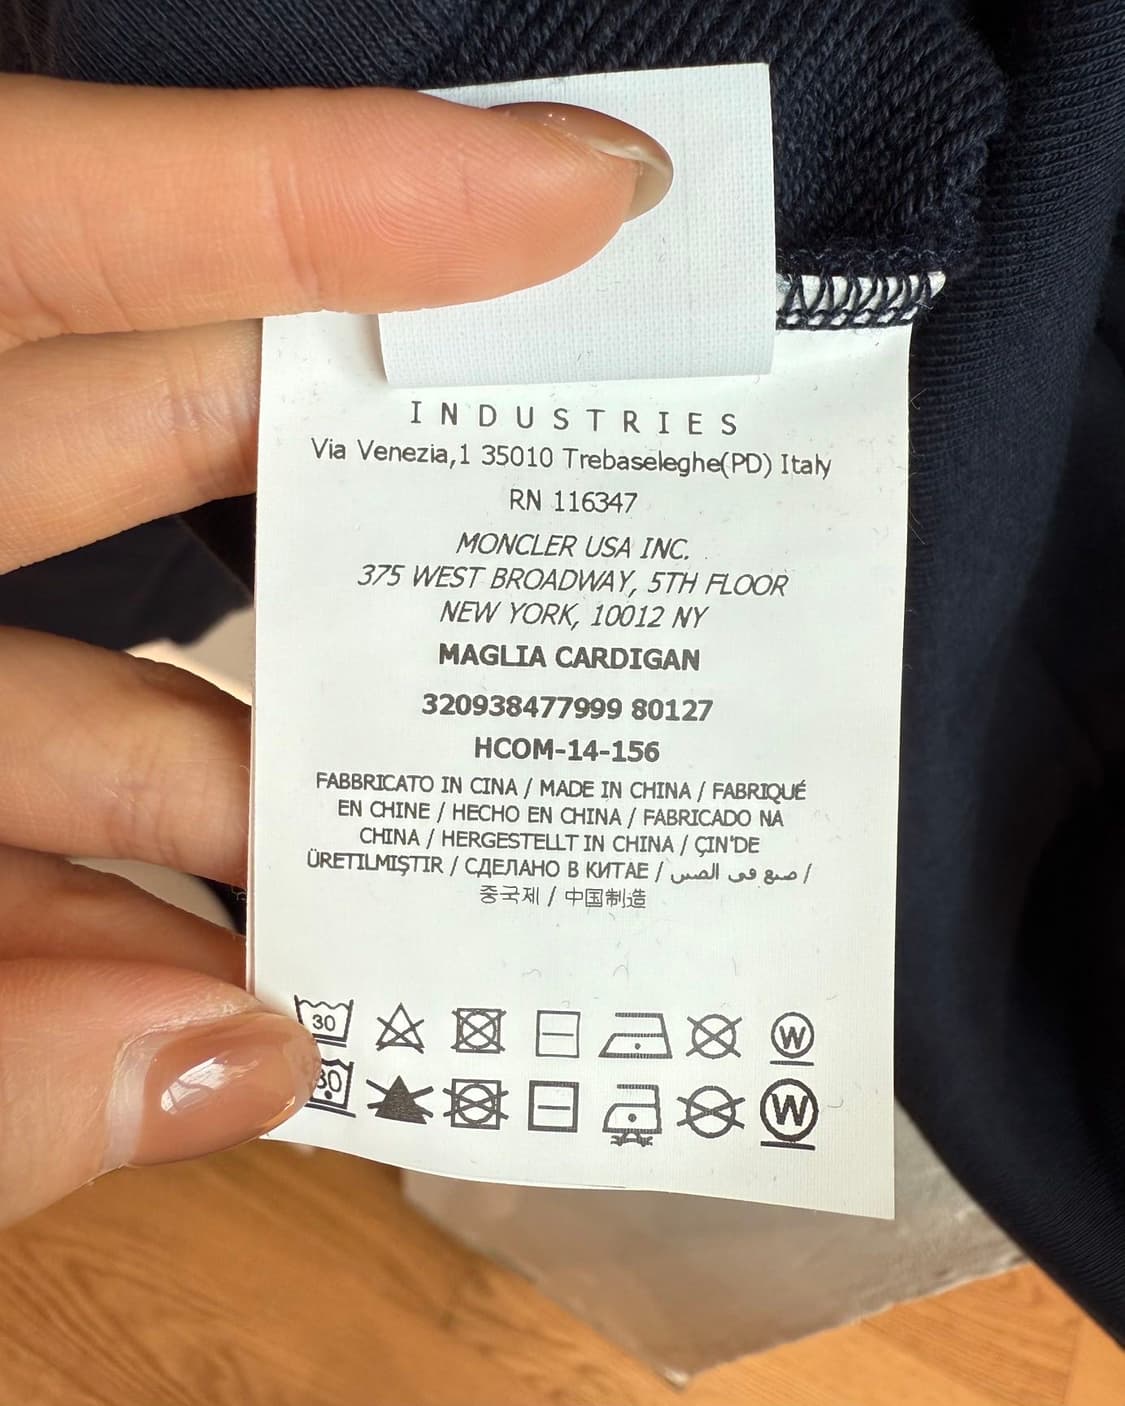 INDUSTRIES
Via Venezia,1 35010 Trebaseleghe(PD) Italy
RN 116347
MONCLER USA INC.
375 WEST BROADWAY, 5TH FLOOR
NEW YORK, 10012 NY
MAGLIA CARDIGAN
320938477999 80127
HCOM-14-156
FABBRICATO IN CINA / MADE IN CHINA / FABRIQUÉ
EN CHINE / HECHO EN CHINA / FABRICADO NA
CHINA / HERGESTELLT IN CHINA / ÇIN'DE
ÜRETILMIŞTIR / СДЕЛАНО В КИТАЕ / صنع في الصين /
중국제 / 中国制造
30 W
30 W